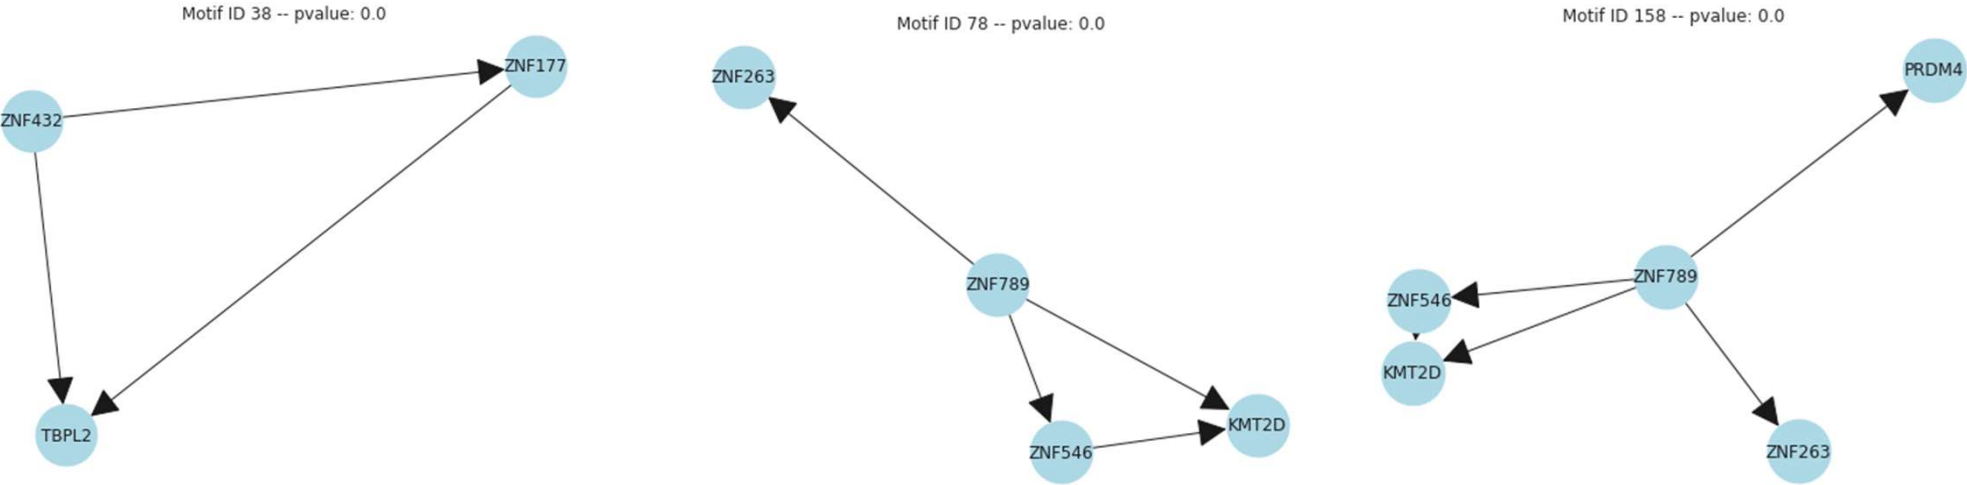 Motif ID 38 -- pvalue: 0.0
ZNF177
ZNF432
TBPL2
Motif ID 78 -- pvalue: 0.0
ZNF263
ZNF789
KMT2D
ZNF546
Motif ID 158 -- pvalue: 0.0
PRDM4
ZNF789
ZNF546
KMT2D
ZNF263